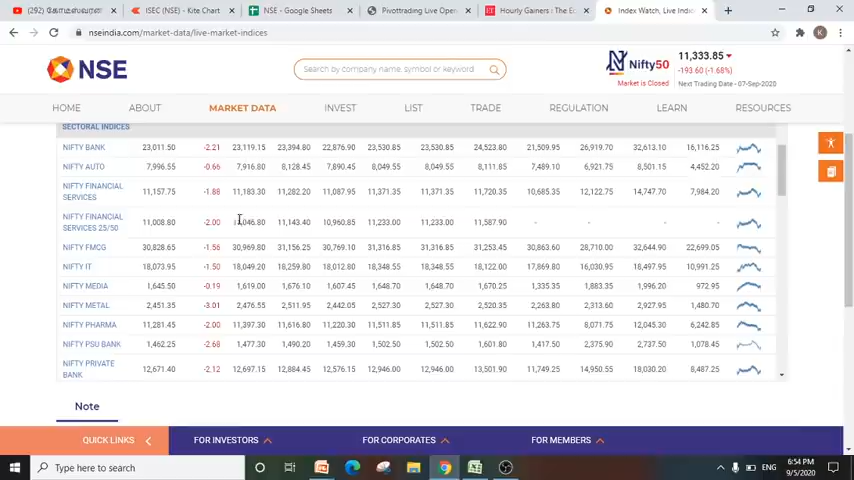 (292) கேமயபட
ISEC (NSE) - Kite Chart
NSE - Google Sheets
Pivottrading Live Open
Hourly Gainers : The E
Index Watch, Live Indic
nseindia.com/market-data/live-market-indices
NSE
Search by company name, symbol or keyword
Nifty50
Market is Closed
11,333.85
-193.60 (-1.68%)
Next Trading Date - 07-Sep-2020
HOME ABOUT MARKET DATA INVEST LIST TRADE REGULATION LEARN RESOURCES
SECTORAL INDICES
NIFTY BANK 23,011.50 -2.21 23,119.15 23,394.80 22,876.90 23,530.85 23,530.85 24,523.80 21,509.95 26,919.70 32,613.10 16,116.25
NIFTY AUTO 7,996.55 -0.66 7,916.80 8,128.45 7,890.45 8,049.55 8,049.55 8,111.85 7,489.10 6,921.75 8,501.15 4,452.20
NIFTY FINANCIAL
SERVICES 11,157.75 -1.88 11,183.30 11,282.20 11,087.95 11,371.35 11,371.35 11,720.35 10,685.35 12,122.75 14,747.70 7,984.20
NIFTY FINANCIAL
SERVICES 25/50 11,008.80 -2.00 11,046.80 11,143.40 10,960.85 11,233.00 11,233.00 11,587.90 - - - -
NIFTY FMCG 30,828.65 -1.56 30,969.80 31,156.25 30,769.10 31,316.85 31,316.85 31,253.45 30,863.60 28,710.00 32,644.90 22,699.05
NIFTY IT 18,073.95 -1.50 18,049.20 18,259.80 18,012.80 18,348.55 18,348.55 18,122.00 17,869.80 16,030.95 18,497.95 10,991.25
NIFTY MEDIA 1,645.50 -0.19 1,619.00 1,676.10 1,607.45 1,648.70 1,648.70 1,670.25 1,335.85 1,883.35 1,996.20 972.95
NIFTY METAL 2,451.35 -3.01 2,476.55 2,511.95 2,442.05 2,527.30 2,527.30 2,520.35 2,263.80 2,313.60 2,927.95 1,480.70
NIFTY PHARMA 11,281.45 -2.00 11,397.30 11,616.80 11,220.30 11,511.85 11,511.85 11,622.90 11,263.75 8,071.75 12,045.30 6,242.85
NIFTY PSU BANK 1,462.25 -2.68 1,477.30 1,490.20 1,459.30 1,502.50 1,502.50 1,601.80 1,417.50 2,375.90 2,737.50 1,078.45
NIFTY PRIVATE
BANK 12,671.40 -2.12 12,697.15 12,884.45 12,576.15 12,946.00 12,946.00 13,501.90 11,749.25 14,950.55 18,030.20 8,487.25
Note
QUICK LINKS FOR INVESTORS FOR CORPORATES FOR MEMBERS
Type here to search
ENG
6:54 PM
9/5/2020